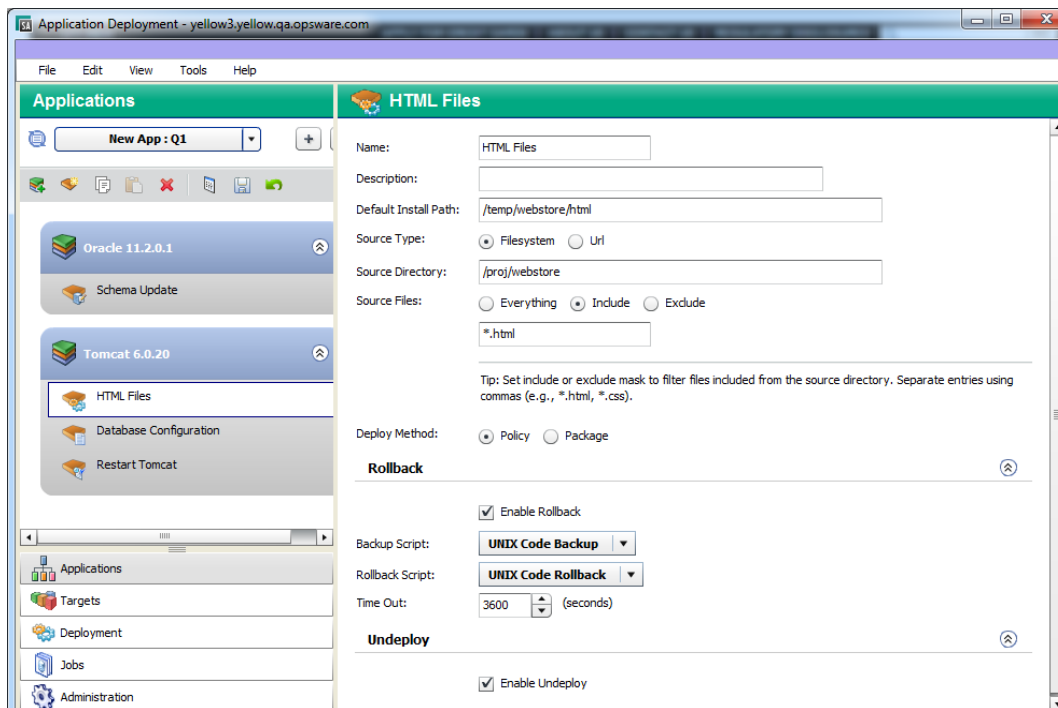 SA Application Deployment - yellow3.yellow.qa.opsware.com
File Edit View Tools Help
Applications
New App : Q1
+
Oracle 11.2.0.1
Schema Update
Tomcat 6.0.20
HTML Files
Database Configuration
Restart Tomcat
Applications
Targets
Deployment
Jobs
Administration
HTML Files
Name: HTML Files
Description:
Default Install Path: /temp/webstore/html
Source Type: Filesystem Url
Source Directory: /proj/webstore
Source Files: Everything Include Exclude
*.html
Tip: Set include or exclude mask to filter files included from the source directory. Separate entries using
commas (e.g., *.html, *.css).
Deploy Method: Policy Package
Rollback
Enable Rollback
Backup Script: UNIX Code Backup
Rollback Script: UNIX Code Rollback
Time Out: 3600 (seconds)
Undeploy
Enable Undeploy